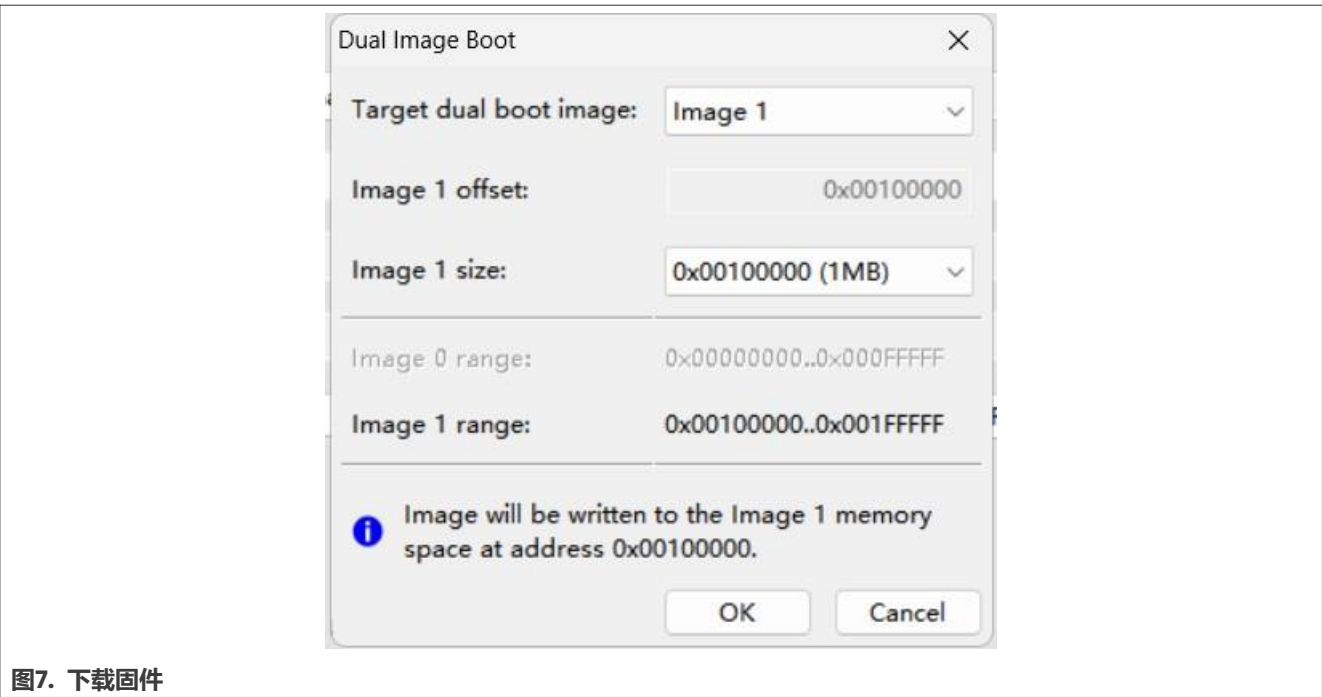 Dual Image Boot
Target dual boot image: Image 1
Image 1 offset: 0x00100000
Image 1 size: 0x00100000 (1MB)
Image 0 range: 0x00000000..0x000FFFFF
Image 1 range: 0x00100000..0x001FFFFF
Image will be written to the Image 1 memory
space at address 0x00100000.
OK Cancel
图7. 下载固件